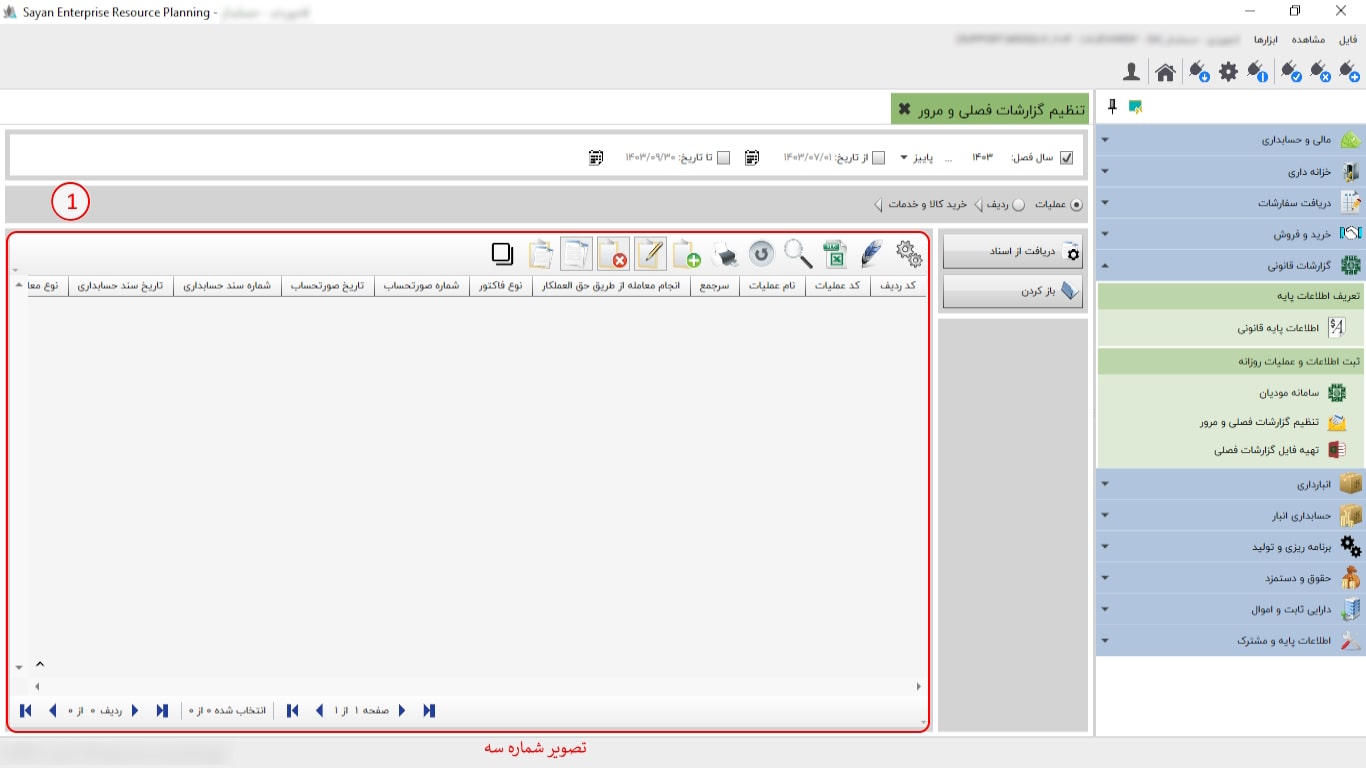 Sayan Enterprise Resource Planning -
فایل مشاهده ابزارها
تنظیم گزارشات فصلی و مرور
سال فصل: ۱۴۰۳ ... پاییز از تاریخ: ۱۴۰۳/۰۷/۰۱ تا تاریخ: ۱۴۰۳/۰۹/۳۰
عملیات ردیف خرید کالا و خدمات
1
دریافت از اسناد
باز کردن
کد ردیف کد عملیات نام عملیات سرجمع انجام معامله از طریق حق العملکار نوع فاکتور شماره صورتحساب تاریخ صورتحساب شماره سند حسابداری تاریخ سند حسابداری نوع معا
صفحه ۱ از ۱ انتخاب شده ۰ از ۰ ردیف ۰ از ۰
تصویر شماره سه
مالی و حسابداری
خزانه داری
دریافت سفارشات
خرید و فروش
گزارشات قانونی
تعریف اطلاعات پایه
اطلاعات پایه قانونی
ثبت اطلاعات و عملیات روزانه
سامانه مودیان
تنظیم گزارشات فصلی و مرور
تهیه فایل گزارشات فصلی
انبارداری
حسابداری انبار
برنامه ریزی و تولید
حقوق و دستمزد
دارایی ثابت و اموال
اطلاعات پایه و مشترک